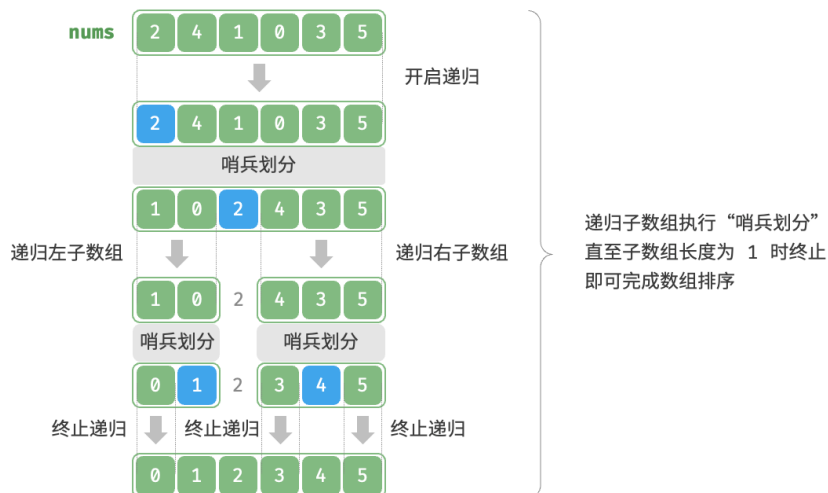 nums 2 4 1 0 3 5
开启递归
2 4 1 0 3 5
哨兵划分
1 0 2 4 3 5
递归左子数组 递归右子数组
1 0 2 4 3 5
哨兵划分 哨兵划分
0 1 2 3 4 5
终止递归 终止递归 终止递归
0 1 2 3 4 5
递归子数组执行“哨兵划分”
直至子数组长度为 1 时终止
即可完成数组排序